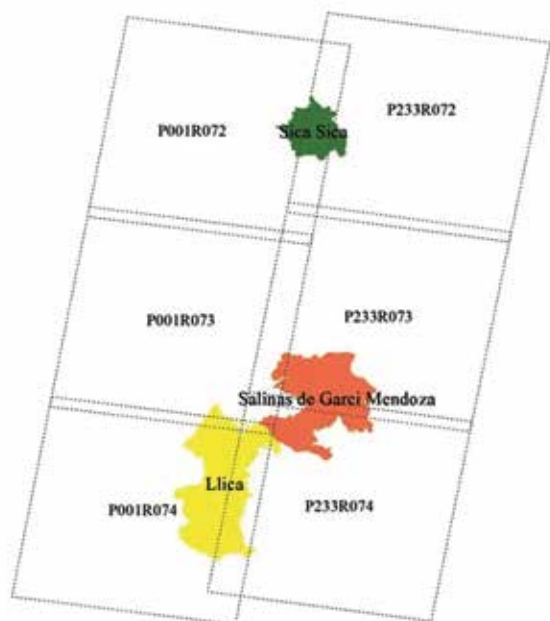 P001R072
P233R072
Sica Sica
P001R073
P233R073
Salinas de Garci Mendoza
Llica
P001R074
P233R074